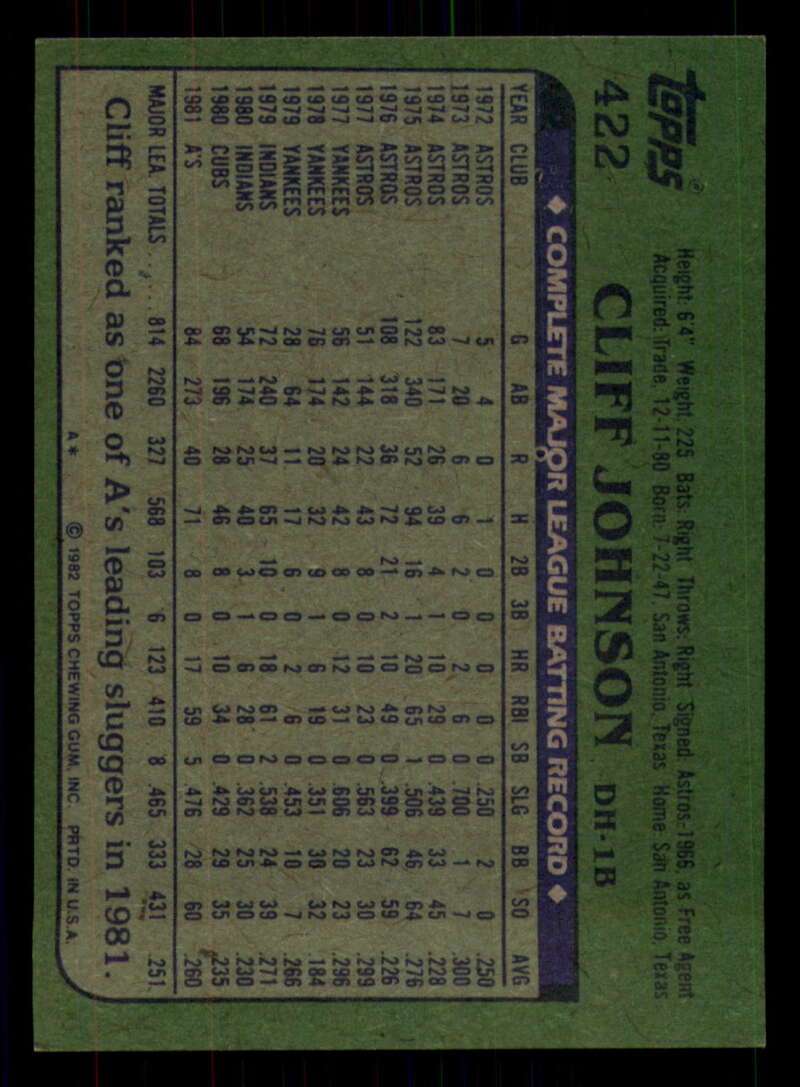 TOPPS®
422 CLIFF JOHNSON DH-1B
Height: 6'4" Weight: 225 Bats: Right Throws: Right Signed: Astros-1966, as Free Agent
Acquired: Trade, 12-11-80 Born: 7-22-47, San Antonio, Texas Home: San Antonio, Texas
◆ COMPLETE MAJOR LEAGUE BATTING RECORD ◆
YEAR CLUB G AB R H 2B 3B HR RBI SB SLG BB SO AVG
1972 ASTROS 5 4 0 1 0 0 0 0 0 .250 2 0 .250
1973 ASTROS 7 20 6 6 2 0 2 6 0 .700 1 7 .300
1974 ASTROS 83 171 26 39 4 1 10 29 0 .439 33 45 .228
1975 ASTROS 122 340 52 94 16 1 20 65 1 .506 46 64 .276
1976 ASTROS 108 318 36 72 21 2 10 49 0 .399 62 59 .226
1977 ASTROS 51 144 22 43 8 0 10 23 0 .563 23 30 .299
1977 YANKEES 56 142 24 42 8 0 12 31 0 .606 20 23 .296
1978 YANKEES 76 174 20 32 9 1 6 19 0 .351 30 32 .184
1979 YANKEES 28 64 11 17 6 0 2 6 0 .453 10 7 .266
1979 INDIANS 72 240 37 65 10 0 18 61 2 .538 24 39 .271
1980 INDIANS 54 174 25 40 3 1 6 28 0 .362 25 30 .230
1980 CUBS 68 196 28 46 8 0 10 34 0 .429 29 35 .235
1981 A'S 84 273 40 71 8 0 17 59 5 .476 28 60 .260
MAJOR LEA. TOTALS . . . 814 2260 327 568 103 6 123 410 8 .465 333 431 .251
Cliff ranked as one of A's leading sluggers in 1981.
A* © 1982 TOPPS CHEWING GUM, INC. PRTD. IN U.S.A.